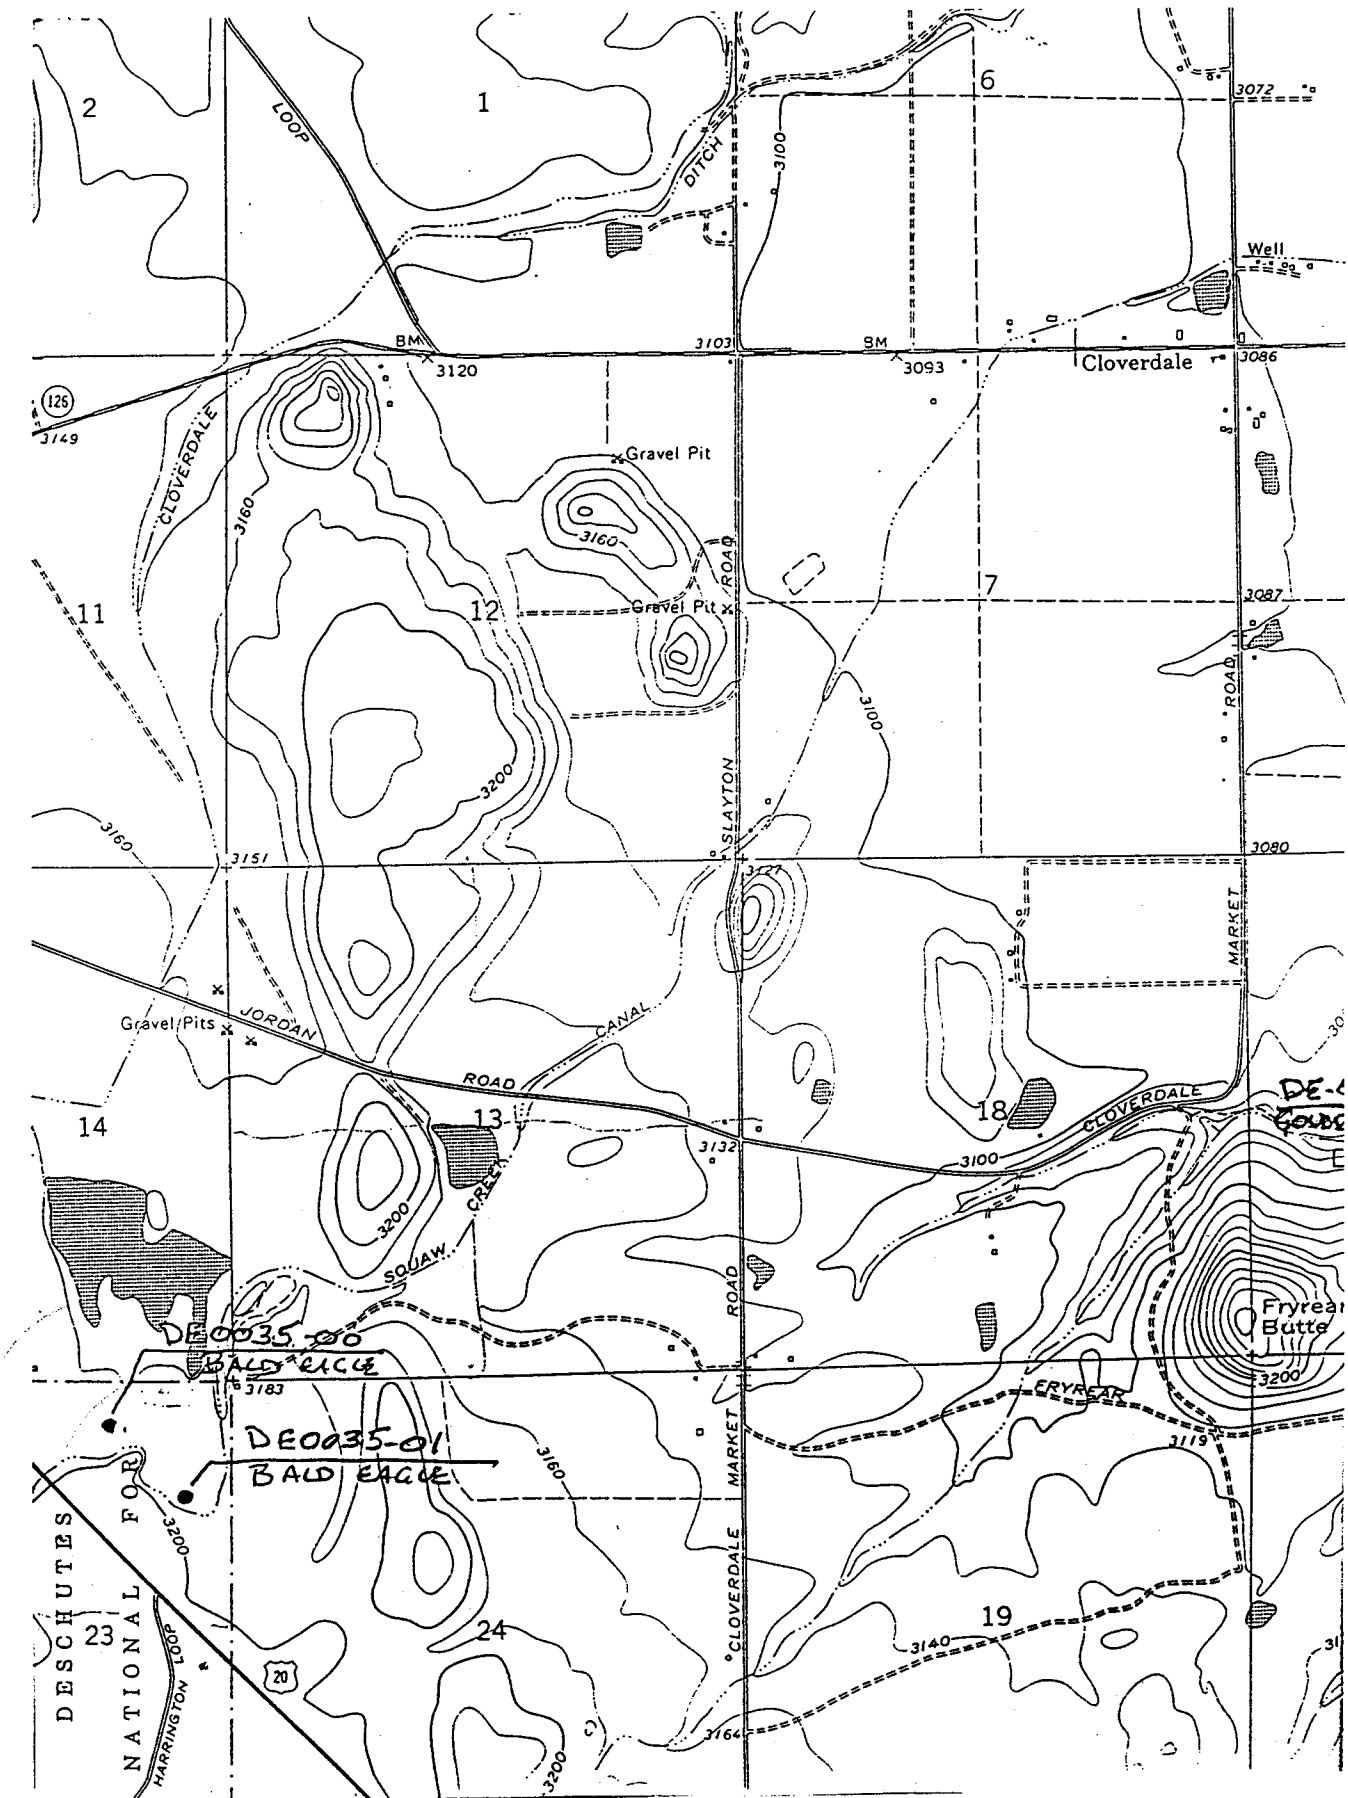 2
1
6
LOOP
DITCH
3100
3072
Well
BM
3120
3103
BM
3093
Cloverdale
3086
126
3149
CLOVERDALE
3160
Gravel Pit
3160
ROAD
11
12
Gravel Pit
7
3087
ROAD
3100
3200
SLAYTON
3160
3151
3127
3080
MARKET
Gravel Pits
JORDAN
ROAD
CANAL
14
13
18
CLOVERDALE
3132
3100
CREEK
SQUAW
3200
ROAD
Fryrear
Butte
3200
DE0035-00
BALD EAGLE
3183
FRYREAR
3119
DE0035-01
BALD EAGLE
3160
MARKET
3200
DESCHUTES
NATIONAL FOR
CLOVERDALE
23
24
19
3140
HARRINGTON LOOP
20
3164
3200